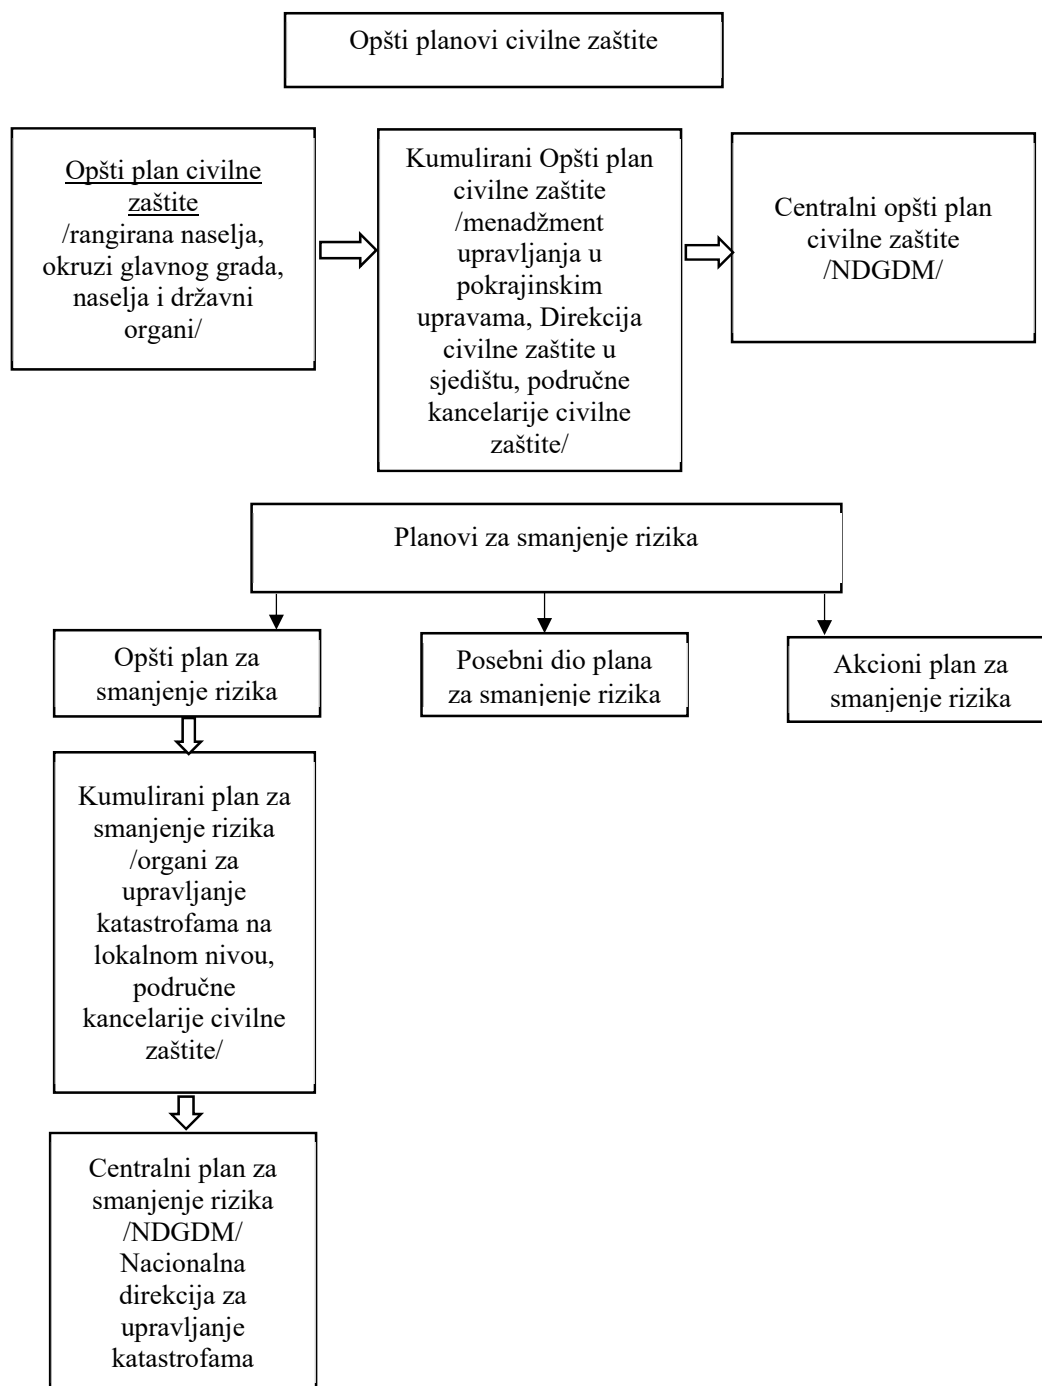 Opšti planovi civilne zaštite
Opšti plan civilne
zaštite
/rangirana naselja,
okruzi glavnog grada,
naselja i državni
organi/
Kumulirani Opšti plan
civilne zaštite
/menadžment
upravljanja u
pokrajinskim
upravama, Direkcija
civilne zaštite u
sjedištu, područne
kancelarije civilne
zaštite/
Centralni opšti plan
civilne zaštite
/NDGDM/
Planovi za smanjenje rizika
Opšti plan za
smanjenje rizika
Posebni dio plana
za smanjenje rizika
Akcioni plan za
smanjenje rizika
Kumulirani plan za
smanjenje rizika
/organi za
upravljanje
katastrofama na
lokalnom nivou,
područne
kancelarije civilne
zaštite/
Centralni plan za
smanjenje rizika
/NDGDM/
Nacionalna
direkcija za
upravljanje
katastrofama